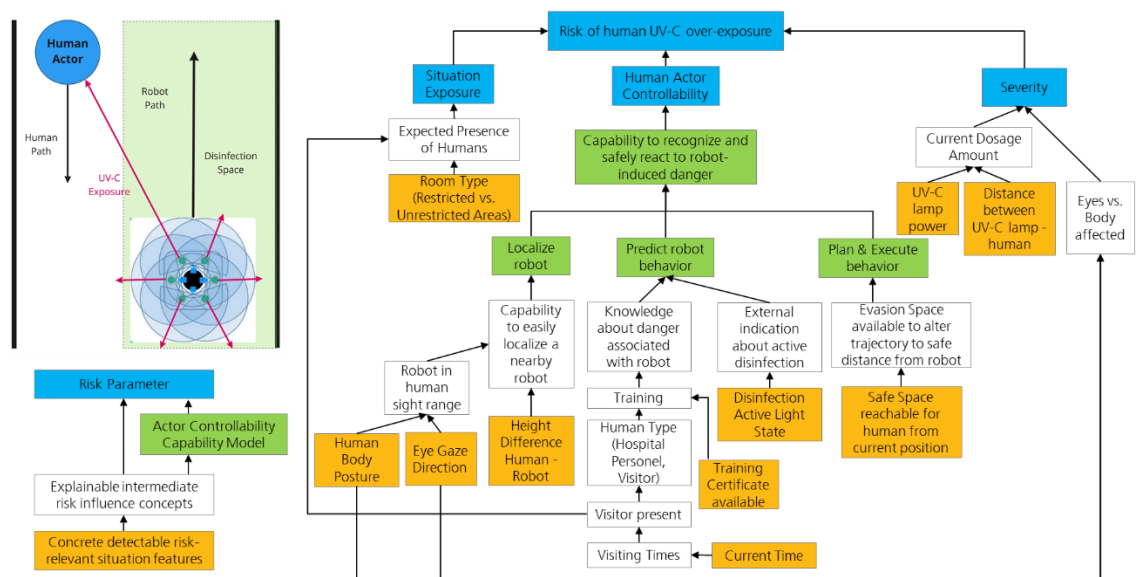 Human
Actor
Robot
Path
Human
Path
UV-C
Exposure
Disinfection
Space
Risk Parameter
Actor Controllability
Capability Model
Explainable intermediate
risk influence concepts
Concrete detectable risk-
relevant situation features
Risk of human UV-C over-exposure
Situation
Exposure
Human Actor
Controllability
Severity
Expected Presence
of Humans
Capability to recognize and
safely react to robot-
induced danger
Current Dosage
Amount
Room Type
(Restricted vs.
Unrestricted Areas)
UV-C
lamp
power
Distance
between
UV-C lamp -
human
Eyes vs.
Body
affected
Localize
robot
Predict robot
behavior
Plan & Execute
behavior
Capability
to easily
localize a
nearby
robot
Knowledge
about danger
associated
with robot
External
indication
about active
disinfection
Evasion Space
available to alter
trajectory to safe
distance from robot
Robot in
human
sight range
Training
Disinfection
Active Light
State
Safe Space
reachable for
human from
current position
Human
Body
Posture
Eye Gaze
Direction
Height
Difference
Human -
Robot
Human Type
(Hospital
Personel,
Visitor)
Training
Certificate
available
Visitor present
Visiting Times
Current Time